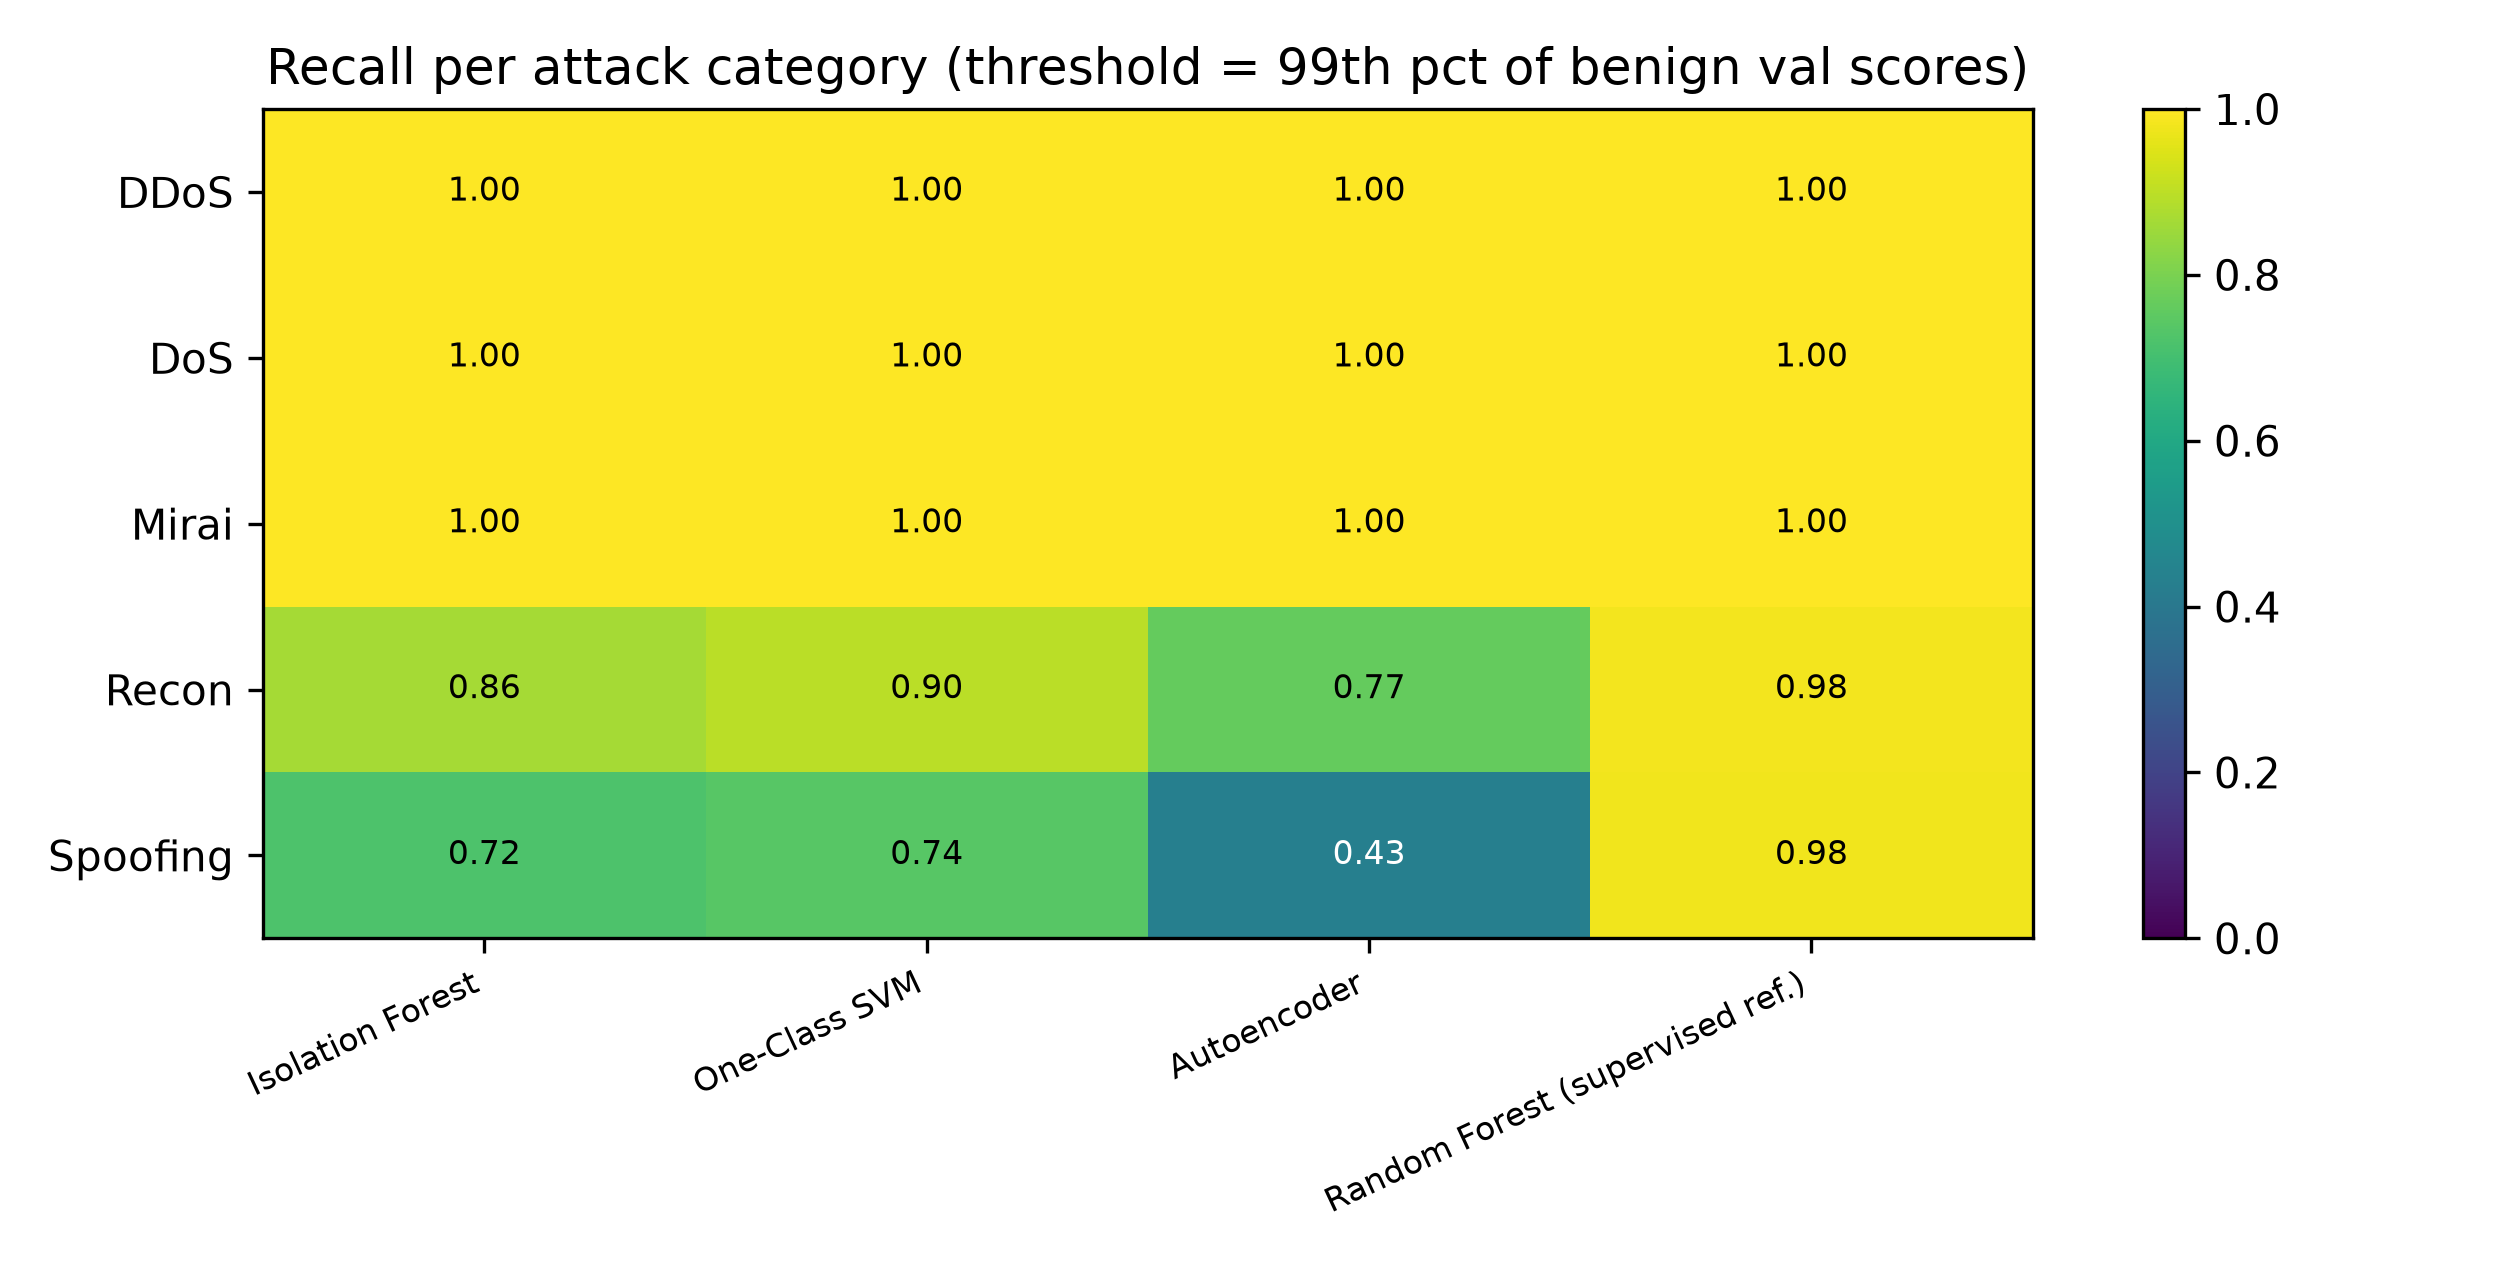 Recall per attack category (threshold = 99th pct of benign val scores)
DDoS 1.00 1.00 1.00 1.00
DoS 1.00 1.00 1.00 1.00
Mirai 1.00 1.00 1.00 1.00
Recon 0.86 0.90 0.77 0.98
Spoofing 0.72 0.74 0.43 0.98
Isolation Forest
One-Class SVM
Autoencoder
Random Forest (supervised ref.)
1.0
0.8
0.6
0.4
0.2
0.0